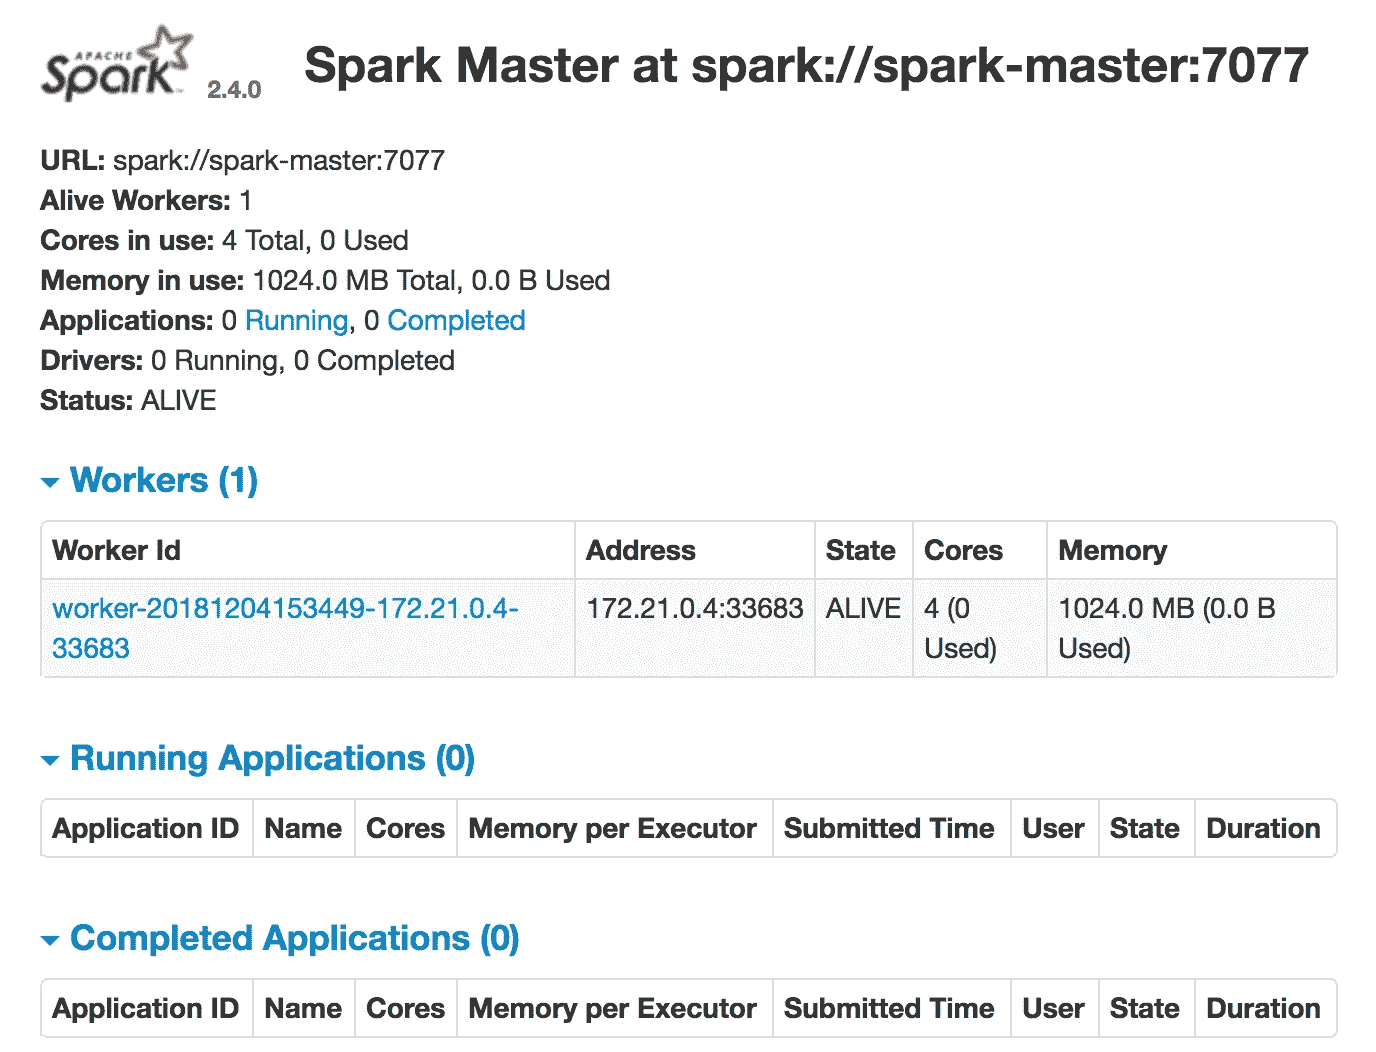 APACHE
Spark 2.4.0
Spark Master at spark://spark-master:7077
URL: spark://spark-master:7077
Alive Workers: 1
Cores in use: 4 Total, 0 Used
Memory in use: 1024.0 MB Total, 0.0 B Used
Applications: 0 Running, 0 Completed
Drivers: 0 Running, 0 Completed
Status: ALIVE
Workers (1)
Worker Id Address State Cores Memory
worker-20181204153449-172.21.0.4- 172.21.0.4:33683 ALIVE 4 (0 1024.0 MB (0.0 B
33683 Used) Used)
Running Applications (0)
Application ID Name Cores Memory per Executor Submitted Time User State Duration
Completed Applications (0)
Application ID Name Cores Memory per Executor Submitted Time User State Duration